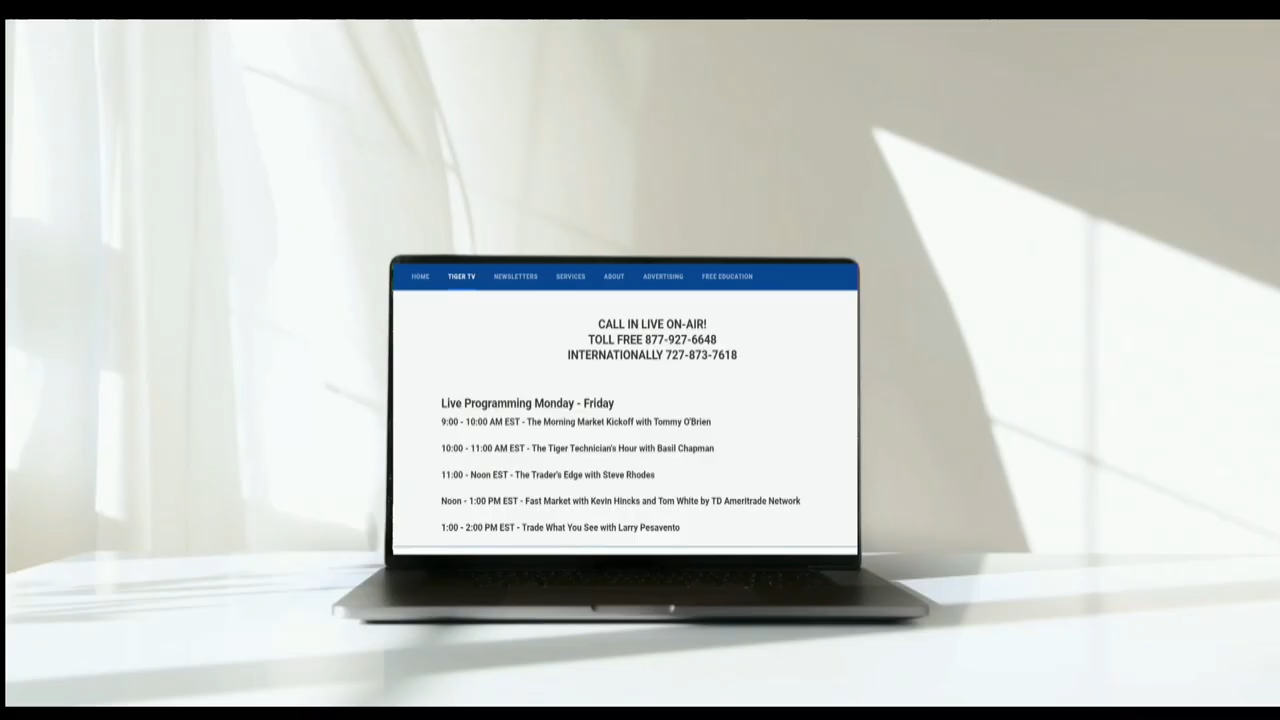 HOME TIGER TV NEWSLETTERS SERVICES ABOUT ADVERTISING FREE EDUCATION
CALL IN LIVE ON-AIR!
TOLL FREE 877-927-6648
INTERNATIONALLY 727-873-7618
Live Programming Monday - Friday
9:00 - 10:00 AM EST - The Morning Market Kickoff with Tommy O'Brien
10:00 - 11:00 AM EST - The Tiger Technician's Hour with Basil Chapman
11:00 - Noon EST - The Trader's Edge with Steve Rhodes
Noon - 1:00 PM EST - Fast Market with Kevin Hincks and Tom White by TD Ameritrade Network
1:00 - 2:00 PM EST - Trade What You See with Larry Pesavento